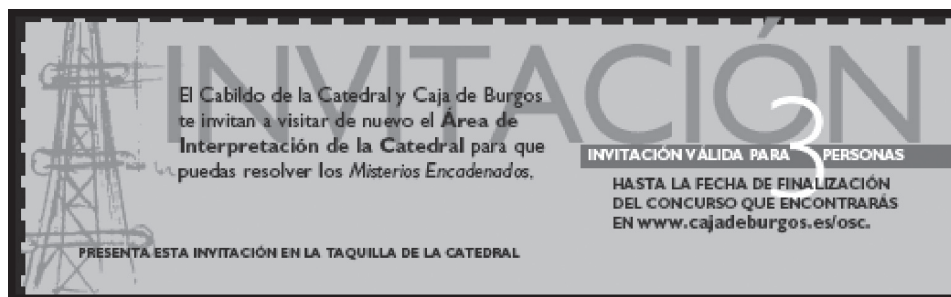 INVITACIÓN
El Cabildo de la Catedral y Caja de Burgos
te invitan a visitar de nuevo el Área de
Interpretación de la Catedral para que
puedas resolver los Misterios Encadenados.
INVITACIÓN VÁLIDA PARA 3 PERSONAS
HASTA LA FECHA DE FINALIZACIÓN
DEL CONCURSO QUE ENCONTRARÁS
EN www.cajadeburgos.es/osc.
PRESENTA ESTA INVITACIÓN EN LA TAQUILLA DE LA CATEDRAL